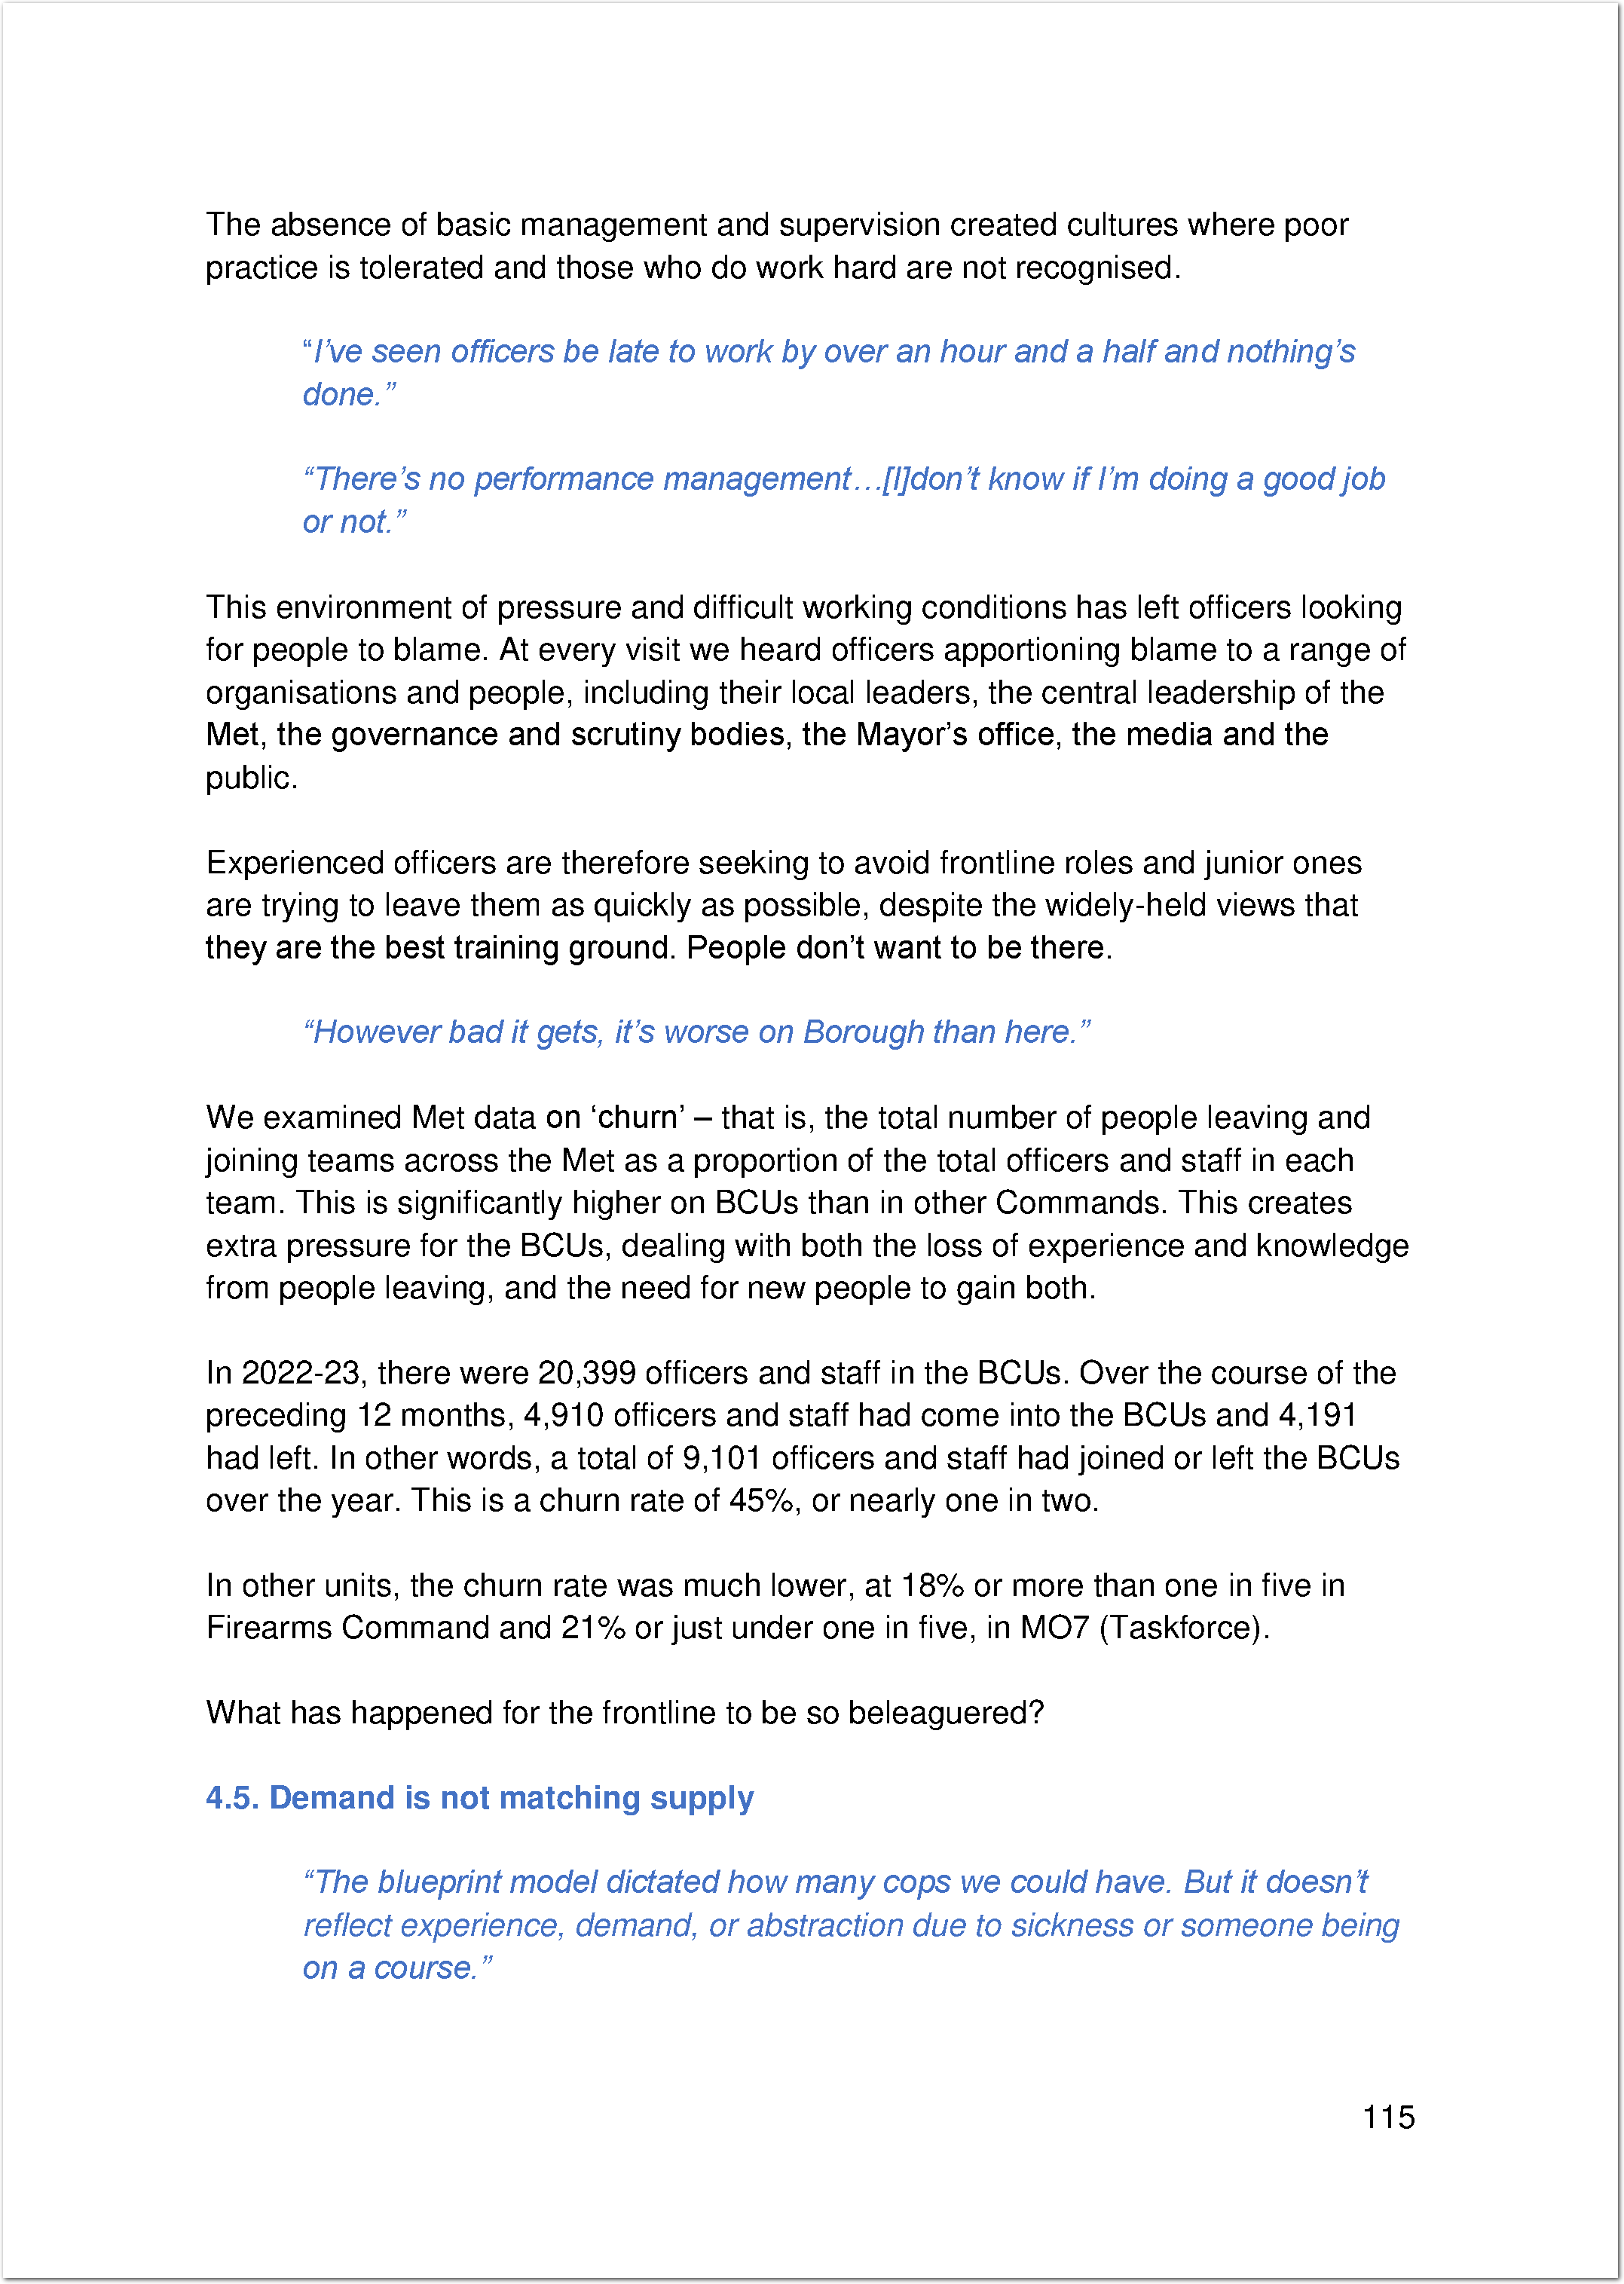 The absence of basic management and supervision created cultures where poor
practice is tolerated and those who do work hard are not recognised.
“I’ve seen officers be late to work by over an hour and a half and nothing’s
done.”
“There’s no performance management…[I]don’t know if I’m doing a good job
or not.”
This environment of pressure and difficult working conditions has left officers looking
for people to blame. At every visit we heard officers apportioning blame to a range of
organisations and people, including their local leaders, the central leadership of the
Met, the governance and scrutiny bodies, the Mayor’s office, the media and the
public.
Experienced officers are therefore seeking to avoid frontline roles and junior ones
are trying to leave them as quickly as possible, despite the widely-held views that
they are the best training ground. People don’t want to be there.
“However bad it gets, it’s worse on Borough than here.”
We examined Met data on ‘churn’ – that is, the total number of people leaving and
joining teams across the Met as a proportion of the total officers and staff in each
team. This is significantly higher on BCUs than in other Commands. This creates
extra pressure for the BCUs, dealing with both the loss of experience and knowledge
from people leaving, and the need for new people to gain both.
In 2022-23, there were 20,399 officers and staff in the BCUs. Over the course of the
preceding 12 months, 4,910 officers and staff had come into the BCUs and 4,191
had left. In other words, a total of 9,101 officers and staff had joined or left the BCUs
over the year. This is a churn rate of 45%, or nearly one in two.
In other units, the churn rate was much lower, at 18% or more than one in five in
Firearms Command and 21% or just under one in five, in MO7 (Taskforce).
What has happened for the frontline to be so beleaguered?
4.5. Demand is not matching supply
“The blueprint model dictated how many cops we could have. But it doesn’t
reflect experience, demand, or abstraction due to sickness or someone being
on a course.”
115